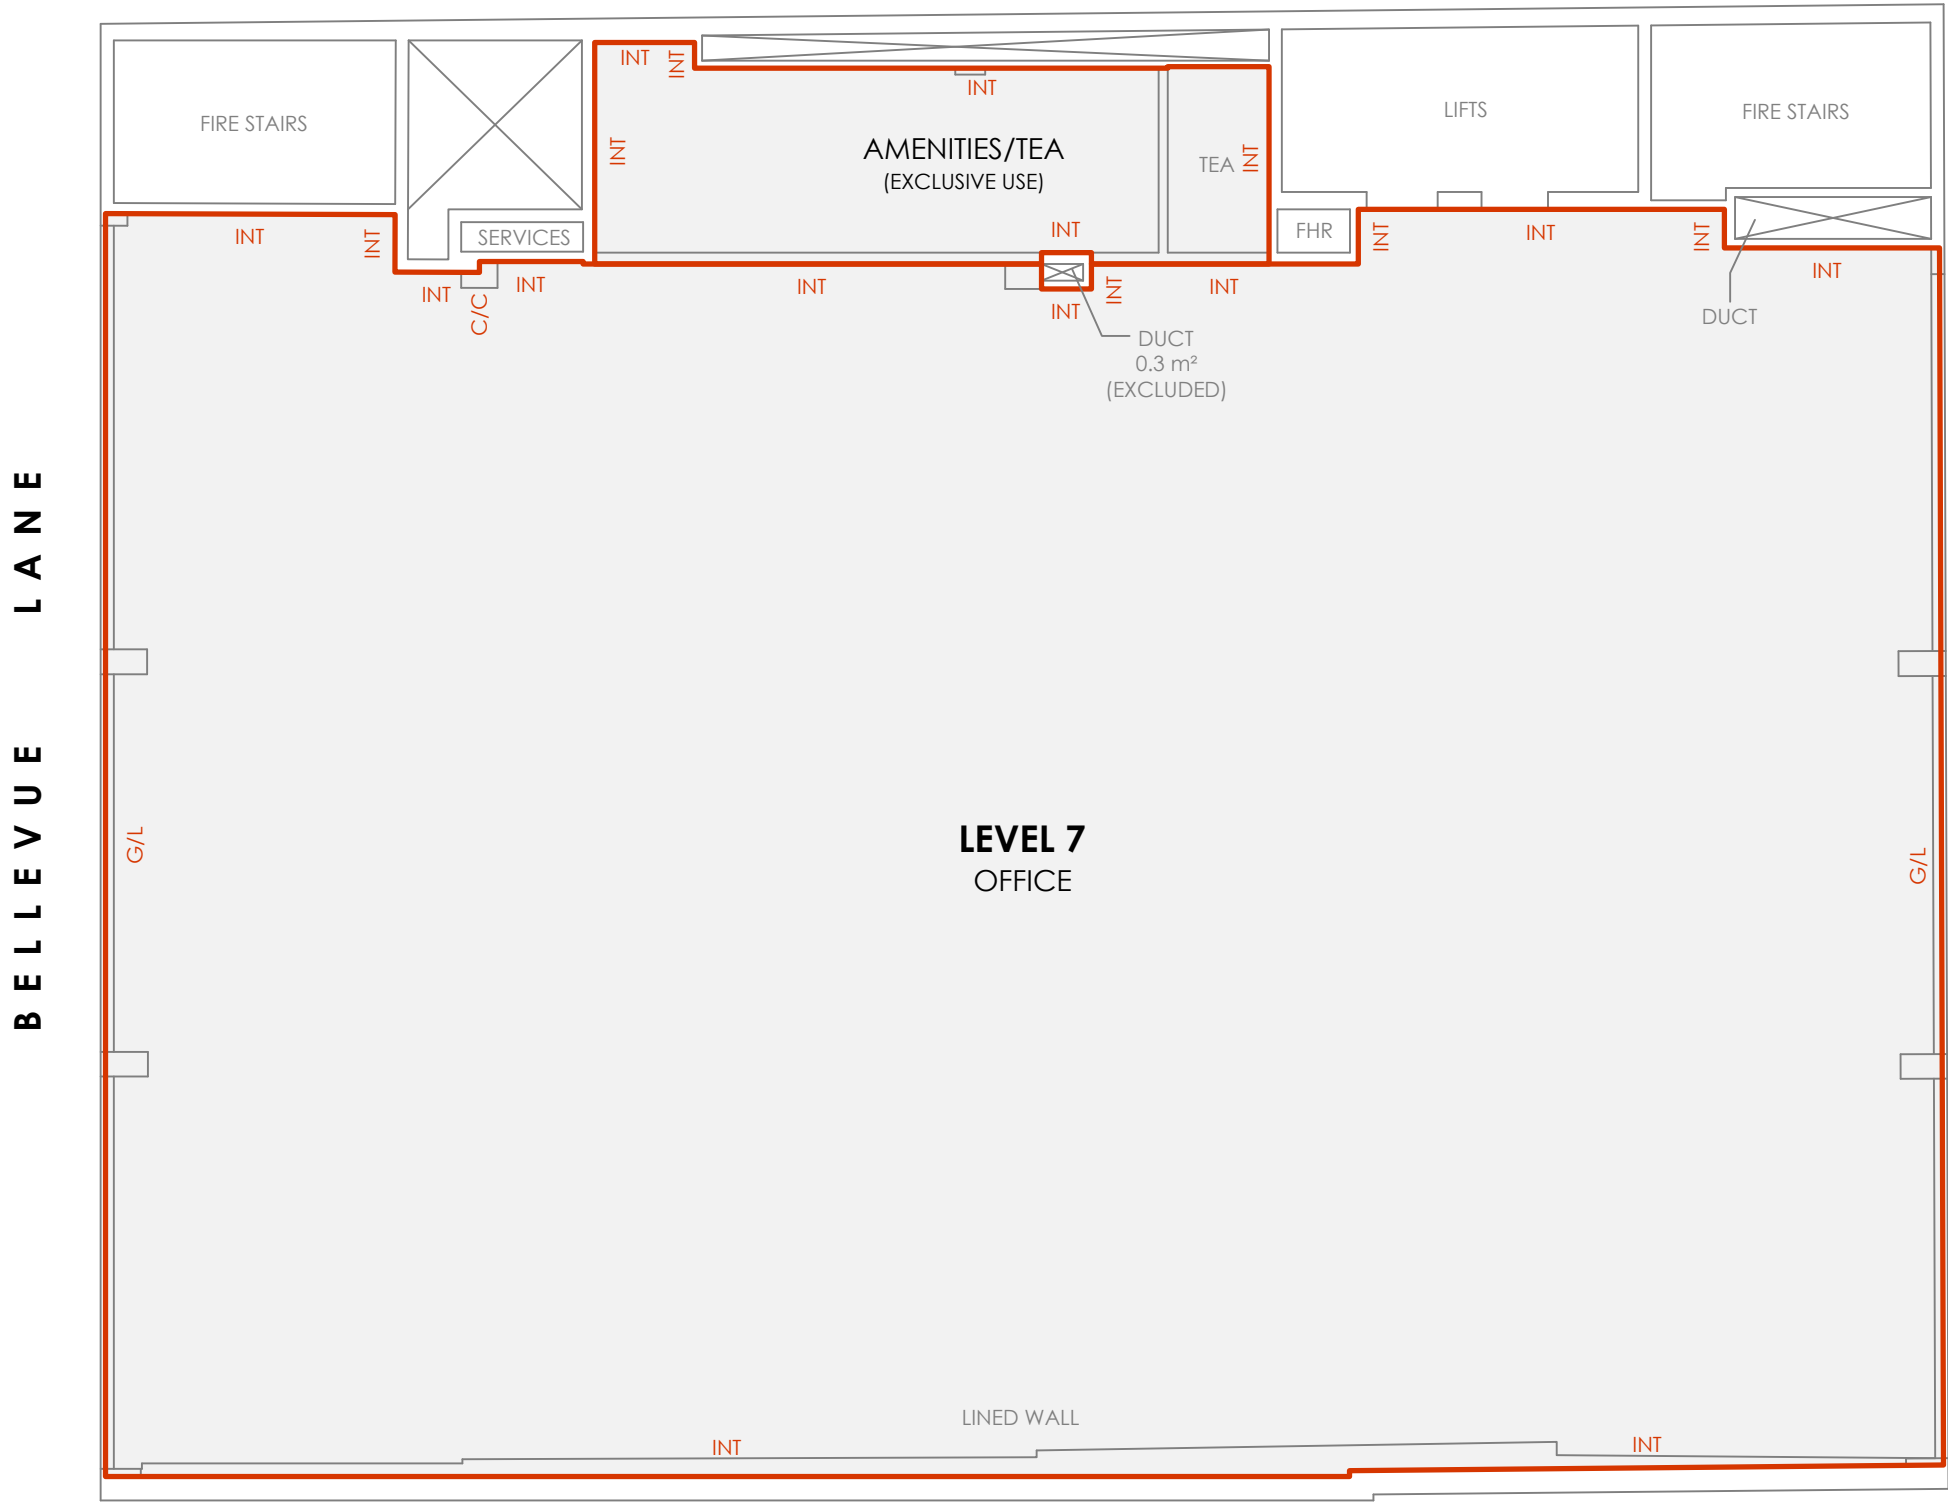 INT
INT
INT
INT
FIRE STAIRS
AMENITIES/TEA
(EXCLUSIVE USE)
TEA
INT
LIFTS
FIRE STAIRS
INT
INT
SERVICES
INT
FHR
INT
INT
INT
INT
INT
C/C
INT
INT
INT
INT
INT
DUCT
0.3 m²
(EXCLUDED)
DUCT
BELLEVUE LANE
G/L
LEVEL 7
OFFICE
G/L
LINED WALL
INT
INT